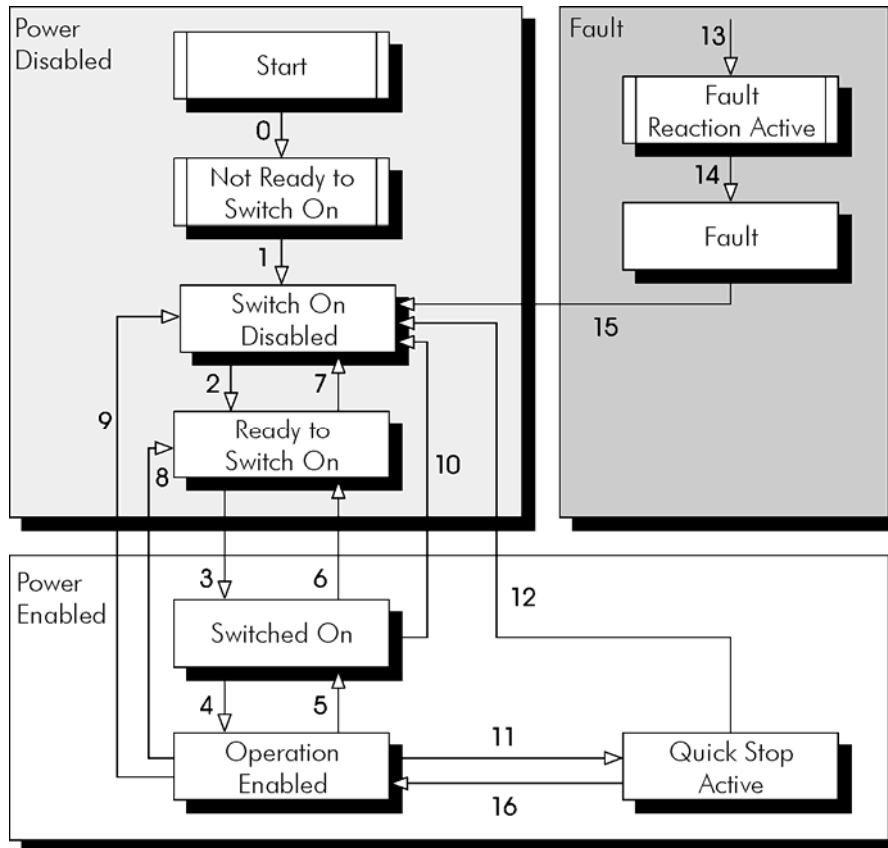 Power
Disabled
Start
0
Not Ready to
Switch On
1
Switch On
Disabled
2
7
9
Ready to
Switch On
8
10
Fault
13
Fault
Reaction Active
14
Fault
15
Power
Enabled
3
6
12
Switched On
4
5
Operation
Enabled
11
16
Quick Stop
Active